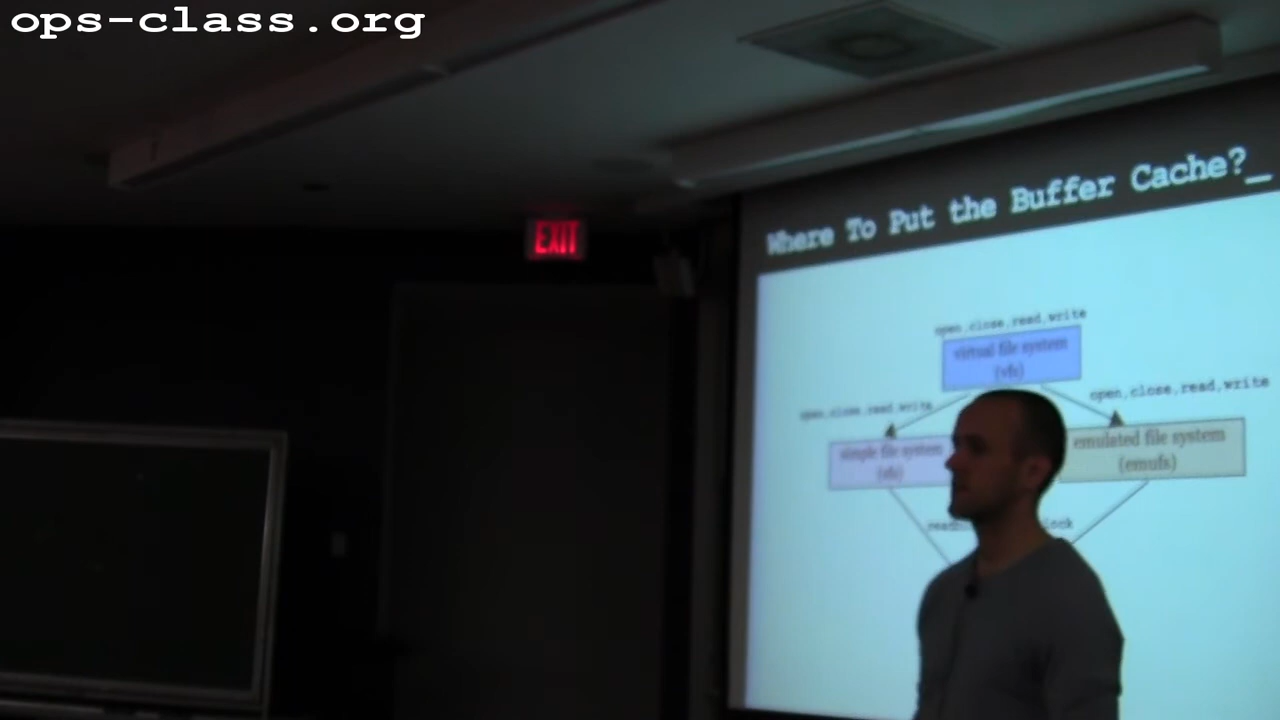 ops-class.org
EXIT
Where To Put the Buffer Cache?_
open,close,read,write
virtual file system
(vfs)
open,close,read,write
open,close,read,write
simple file system
(sfs)
emulated file system
(emufs)